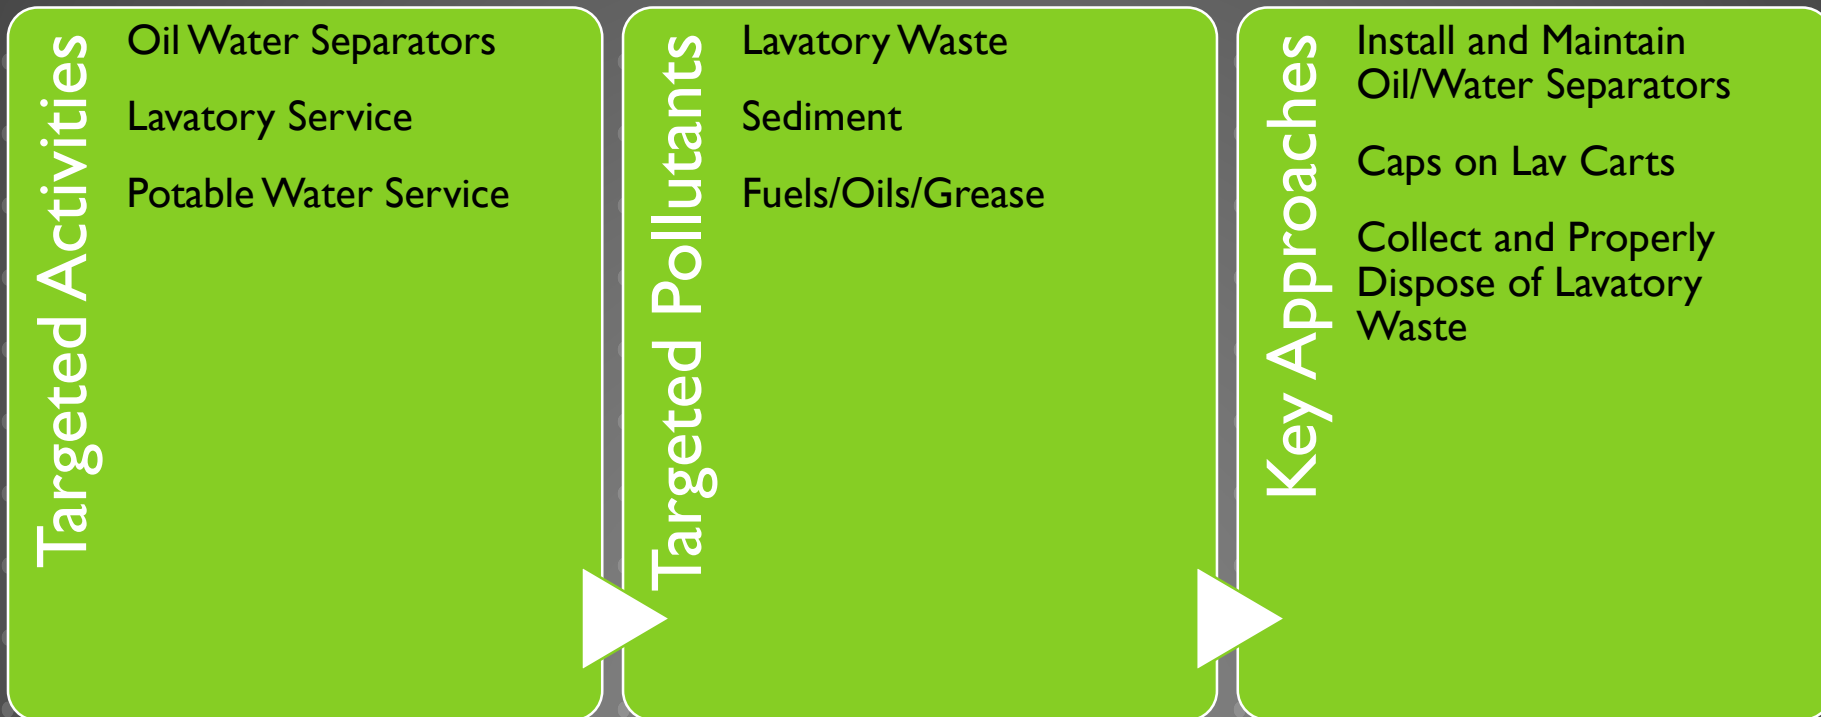 Targeted Activities
Oil Water Separators
Lavatory Service
Potable Water Service
Targeted Pollutants
Lavatory Waste
Sediment
Fuels/Oils/Grease
Key Approaches
Install and Maintain
Oil/Water Separators
Caps on Lav Carts
Collect and Properly
Dispose of Lavatory
Waste